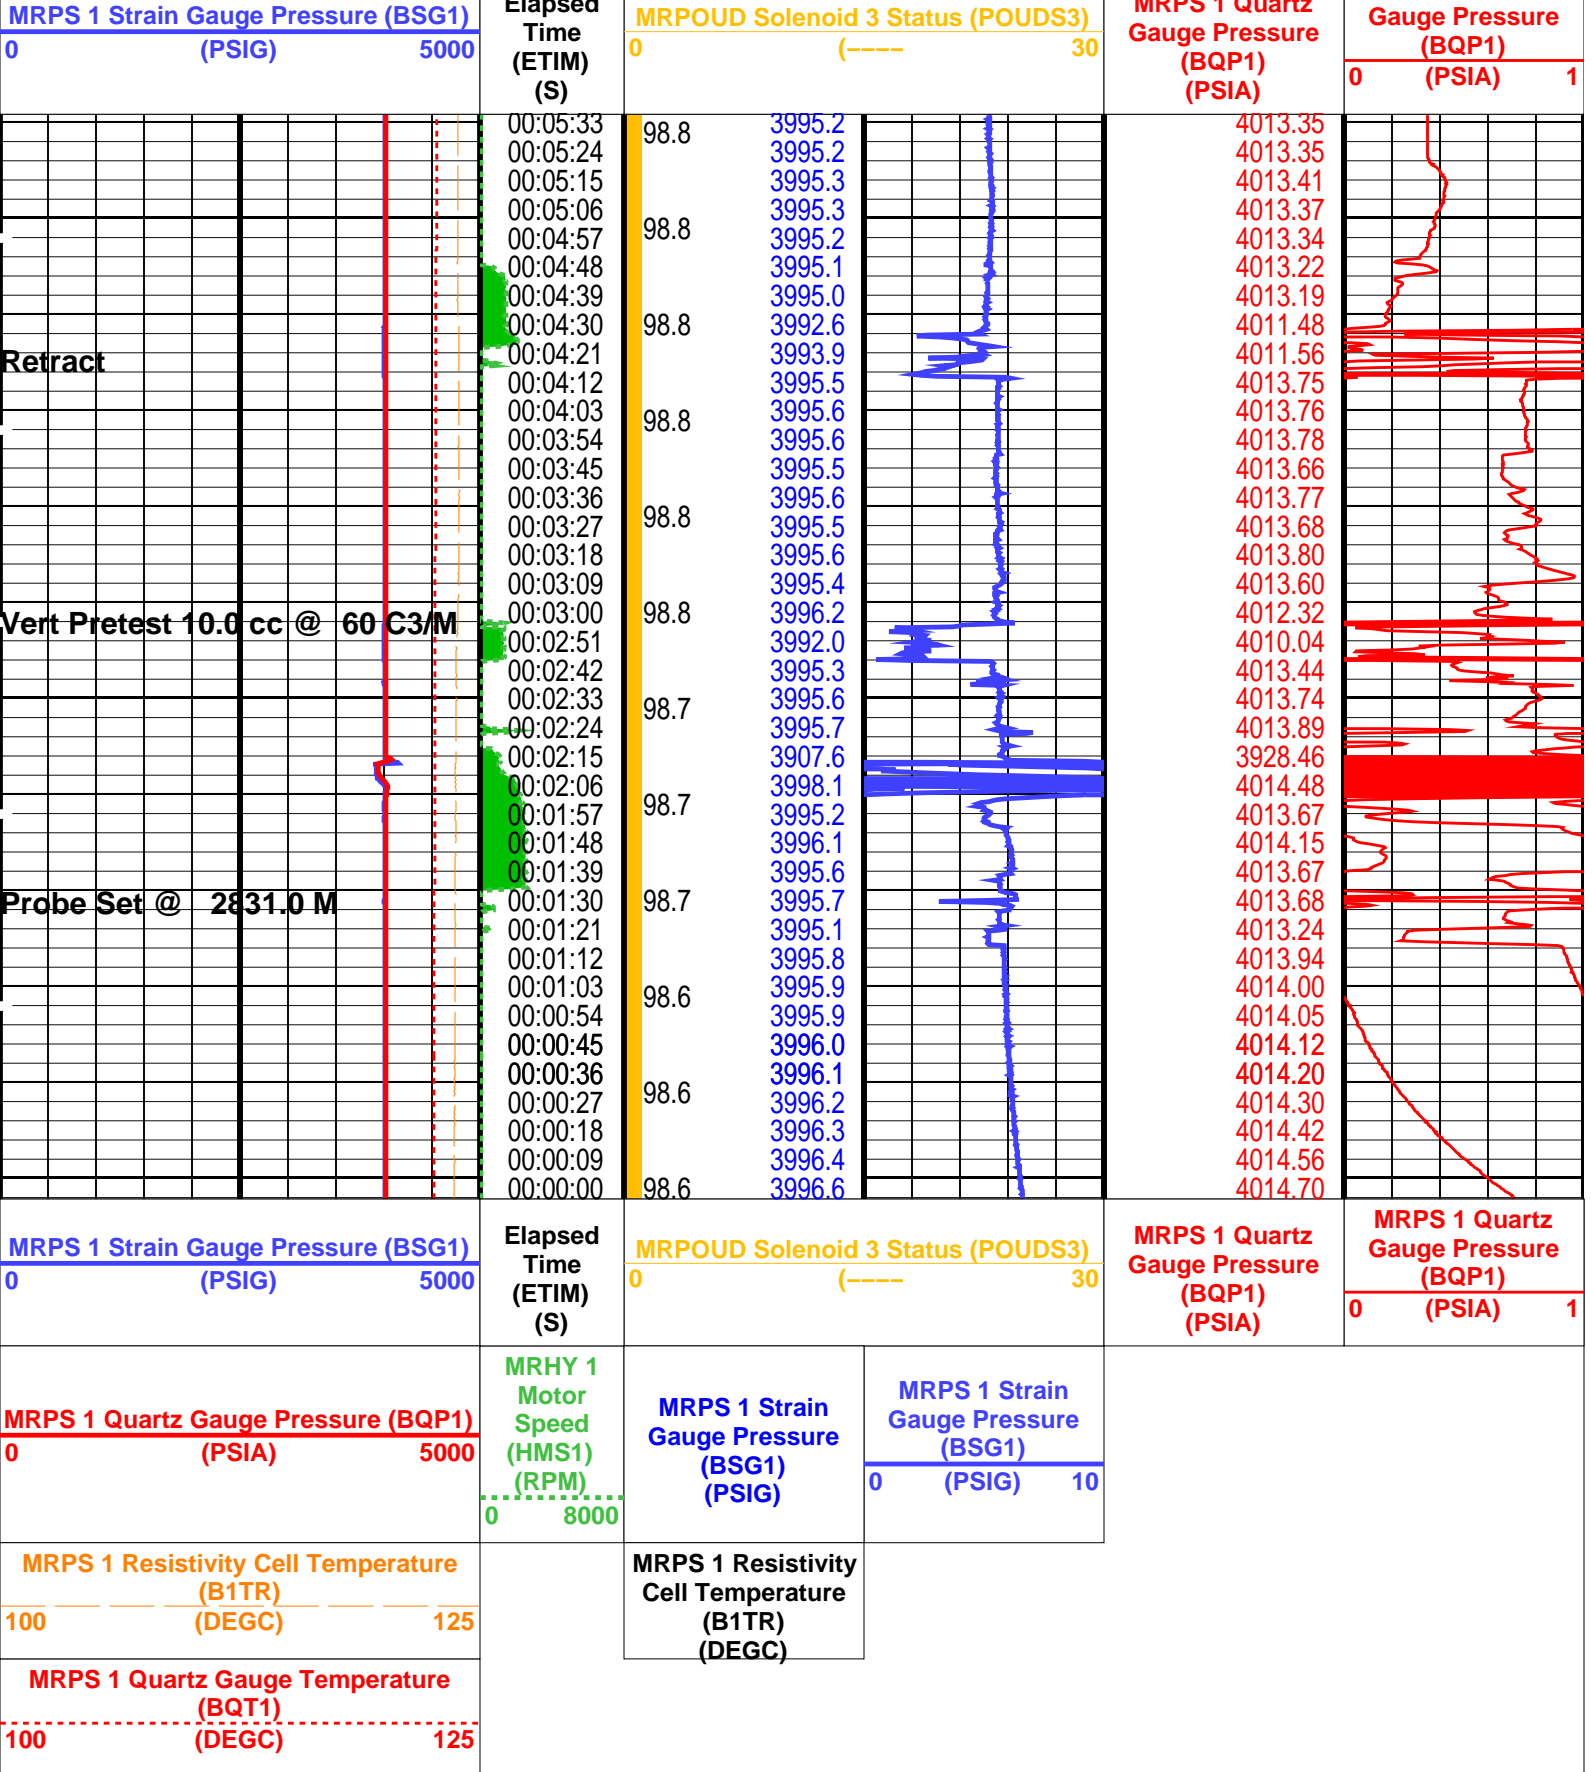 MRPS 1 Strain Gauge Pressure (BSG1)
0 (PSIG) 5000
Elapsed
Time
(ETIM)
(S)
MRPOUD Solenoid 3 Status (POUDS3)
0 (---- 30
MRPS 1 Quartz
Gauge Pressure
(BQP1)
(PSIA)
Gauge Pressure
(BQP1)
0 (PSIA) 1
00:05:33 98.8 3995.2 4013.35
00:05:24 3995.2 4013.35
00:05:15 3995.3 4013.41
00:05:06 3995.3 4013.37
00:04:57 98.8 3995.2 4013.34
00:04:48 3995.1 4013.22
00:04:39 3995.0 4013.19
00:04:30 98.8 3992.6 4011.48
Retract 00:04:21 3993.9 4011.56
00:04:12 3995.5 4013.75
00:04:03 98.8 3995.6 4013.76
00:03:54 3995.6 4013.78
00:03:45 3995.5 4013.66
00:03:36 98.8 3995.6 4013.77
00:03:27 3995.5 4013.68
00:03:18 3995.6 4013.80
00:03:09 3995.4 4013.60
00:03:00 98.8 3996.2 4012.32
Vert Pretest 10.0 cc @ 60 C3/M
00:02:51 3992.0 4010.04
00:02:42 3995.3 4013.44
00:02:33 98.7 3995.6 4013.74
00:02:24 3995.7 4013.89
00:02:15 3907.6 3928.46
00:02:06 98.7 3998.1 4014.48
00:01:57 3995.2 4013.67
00:01:48 3996.1 4014.15
00:01:39 3995.6 4013.67
Probe Set @ 2831.0 M 00:01:30 98.7 3995.7 4013.68
00:01:21 3995.1 4013.24
00:01:12 3995.8 4013.94
00:01:03 98.6 3995.9 4014.00
00:00:54 3995.9 4014.05
00:00:45 3996.0 4014.12
00:00:36 98.6 3996.1 4014.20
00:00:27 3996.2 4014.30
00:00:18 3996.3 4014.42
00:00:09 3996.4 4014.56
00:00:00 98.6 3996.6 4014.70
MRPS 1 Strain Gauge Pressure (BSG1)
0 (PSIG) 5000
Elapsed
Time
(ETIM)
(S)
MRPOUD Solenoid 3 Status (POUDS3)
0 (---- 30
MRPS 1 Quartz
Gauge Pressure
(BQP1)
(PSIA)
MRPS 1 Quartz
Gauge Pressure
(BQP1)
0 (PSIA) 1
MRPS 1 Quartz Gauge Pressure (BQP1)
0 (PSIA) 5000
MRHY 1
Motor
Speed
(HMS1)
(RPM)
0 8000
MRPS 1 Strain
Gauge Pressure
(BSG1)
(PSIG)
MRPS 1 Strain
Gauge Pressure
(BSG1)
0 (PSIG) 10
MRPS 1 Resistivity Cell Temperature
(B1TR)
100 (DEGC) 125
MRPS 1 Resistivity
Cell Temperature
(B1TR)
(DEGC)
MRPS 1 Quartz Gauge Temperature
(BQT1)
100 (DEGC) 125